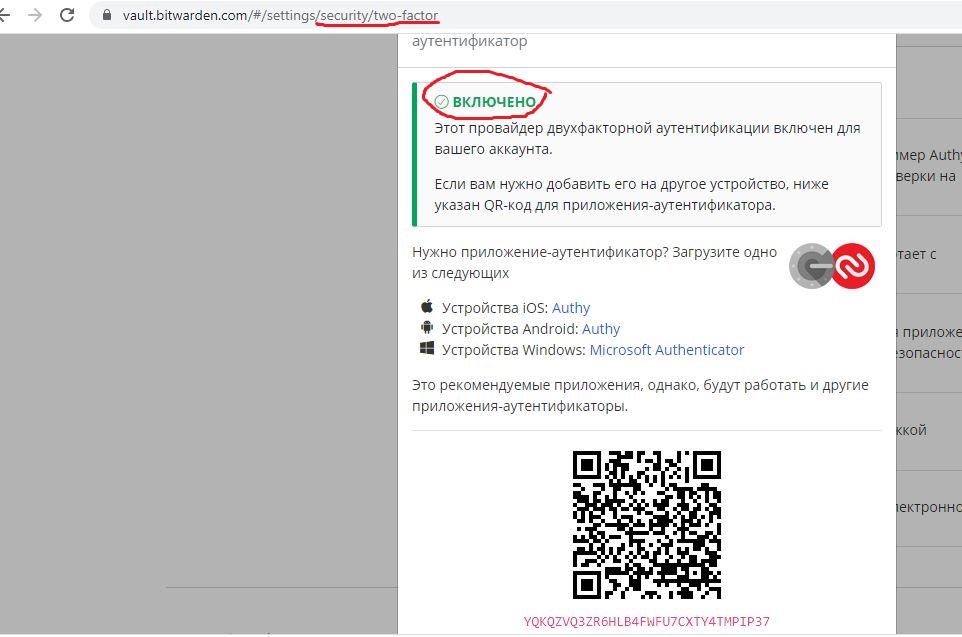 vault.bitwarden.com/#/settings/security/two-factor
аутентификатор
ВКЛЮЧЕНО
Этот провайдер двухфакторной аутентификации включен для
вашего аккаунта.
Если вам нужно добавить его на другое устройство, ниже
указан QR-код для приложения-аутентификатора.
Нужно приложение-аутентификатор? Загрузите одно
из следующих
Устройства iOS: Authy
Устройства Android: Authy
Устройства Windows: Microsoft Authenticator
Это рекомендуемые приложения, однако, будут работать и другие
приложения-аутентификаторы.
YQKQZVQ3ZR6HLB4FWFU7CXTY4TMPIP37
имер Authy
верки на
отает с
я приложе
езопаснос
жкой
лектронно